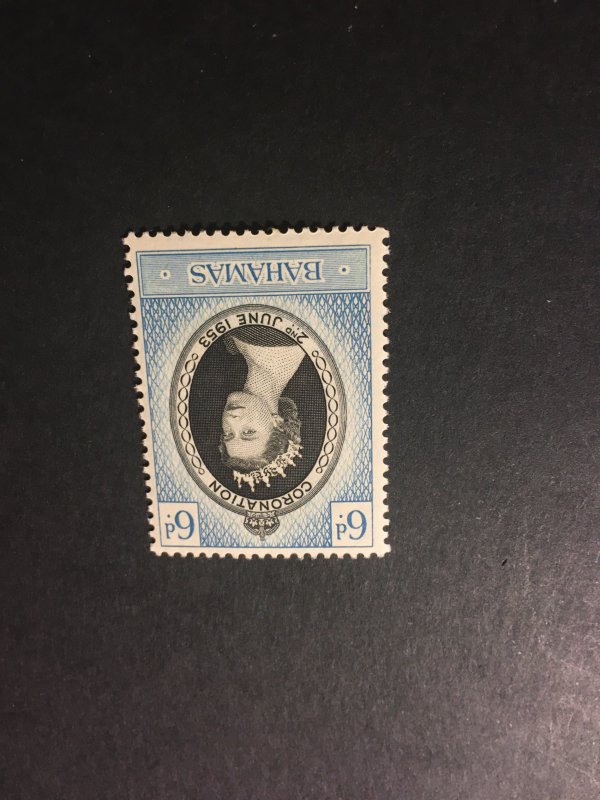 6d. 6d.
CORONATION
2ND JUNE 1953
BAHAMAS